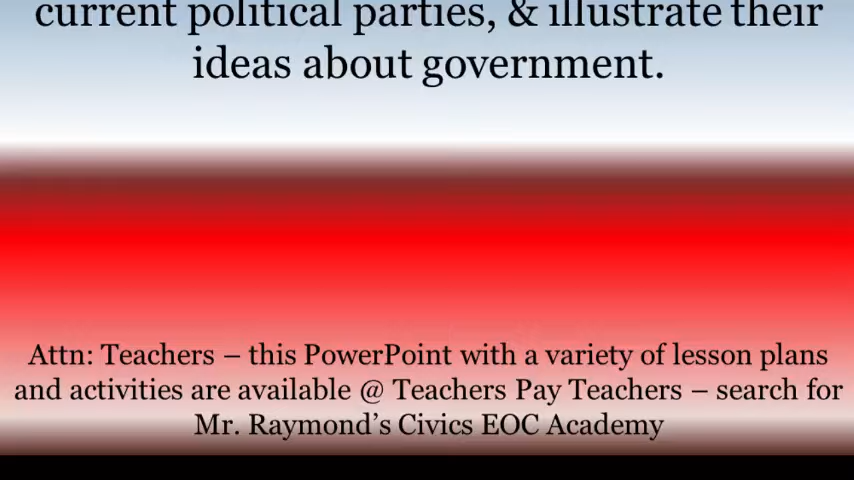 current political parties, & illustrate their
ideas about government.
Attn: Teachers – this PowerPoint with a variety of lesson plans
and activities are available @ Teachers Pay Teachers – search for
Mr. Raymond’s Civics EOC Academy